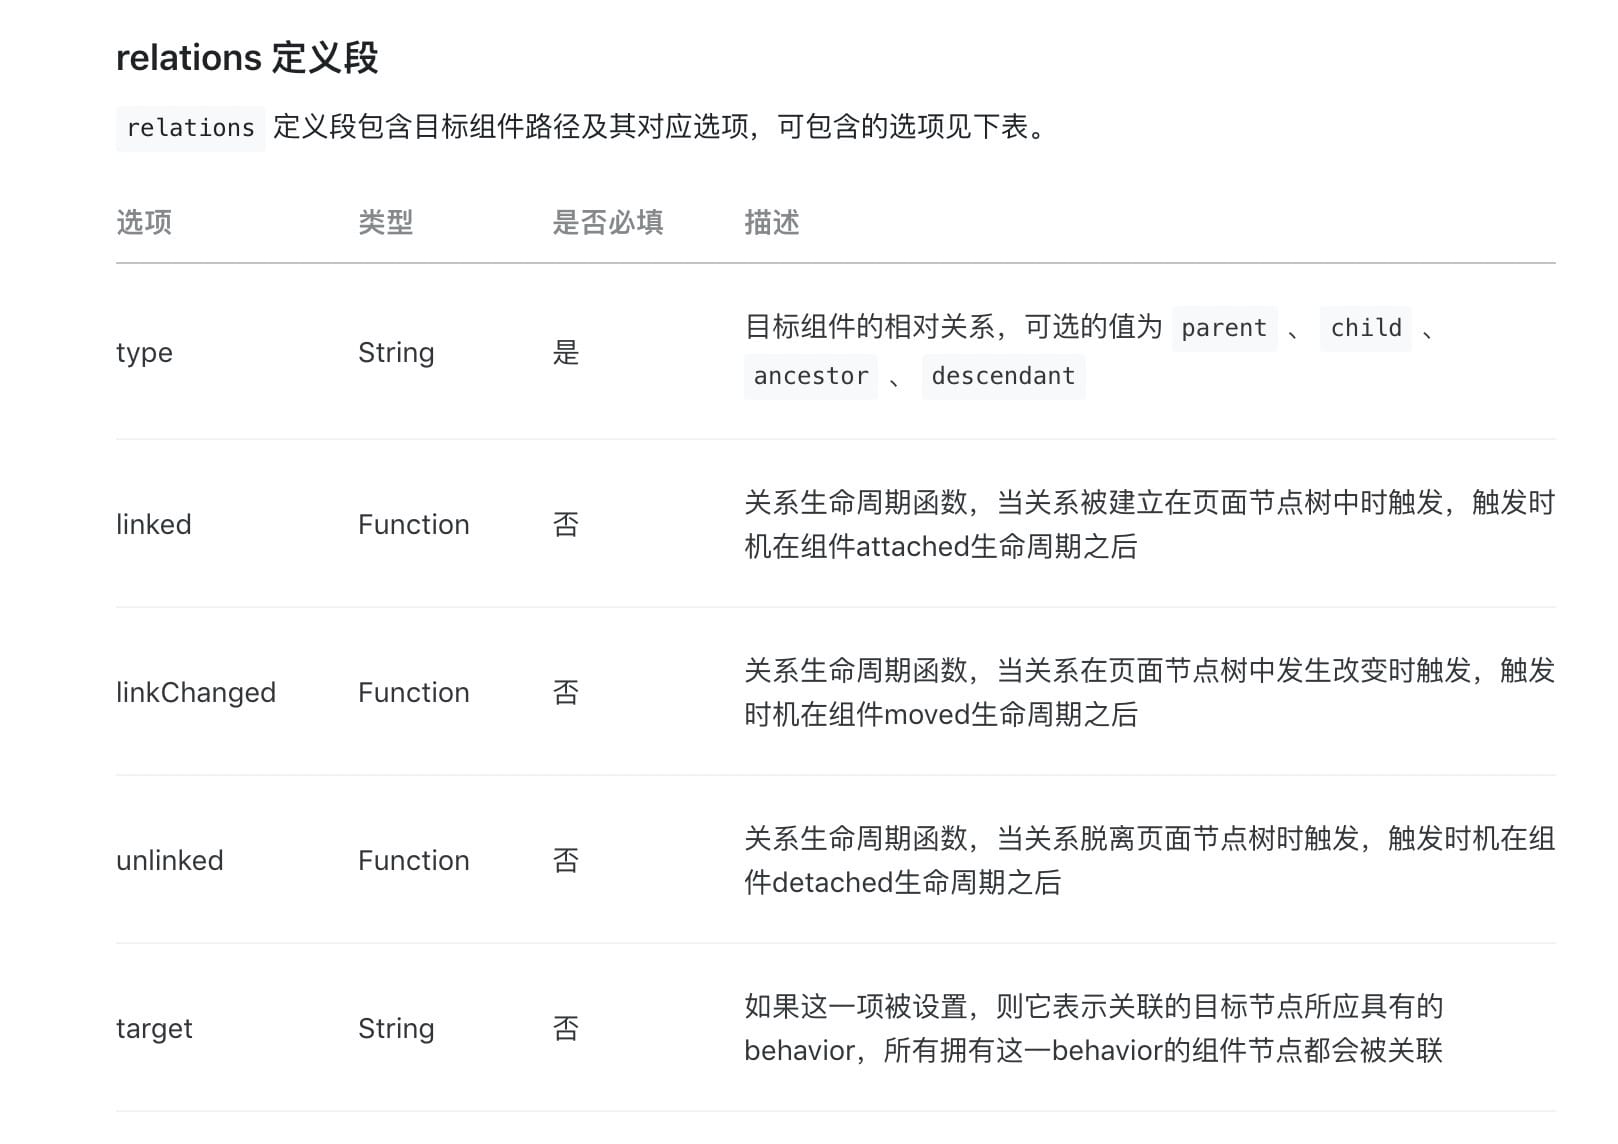 relations 定义段
relations 定义段包含目标组件路径及其对应选项，可包含的选项见下表。
选项 类型 是否必填 描述
type String 是 目标组件的相对关系，可选的值为 parent 、 child 、
ancestor 、 descendant
linked Function 否 关系生命周期函数，当关系被建立在页面节点树中时触发，触发时
机在组件attached生命周期之后
linkChanged Function 否 关系生命周期函数，当关系在页面节点树中发生改变时触发，触发
时机在组件moved生命周期之后
unlinked Function 否 关系生命周期函数，当关系脱离页面节点树时触发，触发时机在组
件detached生命周期之后
target String 否 如果这一项被设置，则它表示关联的目标节点所应具有的
behavior，所有拥有这一behavior的组件节点都会被关联